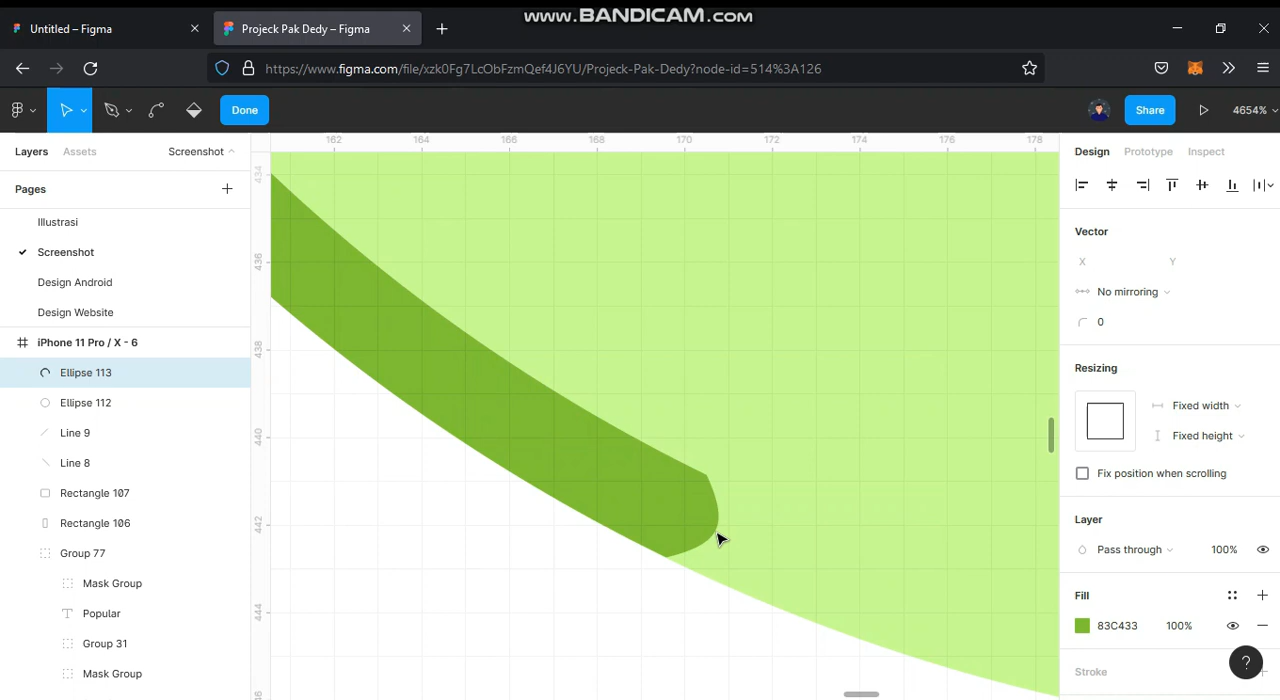 www.BANDICAM.com
Untitled – Figma
Projeck Pak Dedy – Figma
https://www.figma.com/file/xzk0Fg7LcObFzmQef4J6YU/Projeck-Pak-Dedy?node-id=514%3A126
Done
Share
4654%
Layers
Assets
Screenshot
Pages
Illustrasi
Screenshot
Design Android
Design Website
iPhone 11 Pro / X - 6
Ellipse 113
Ellipse 112
Line 9
Line 8
Rectangle 107
Rectangle 106
Group 77
Mask Group
Popular
Group 31
Mask Group
162 164 166 168 170 172 174 176 178
434
436
438
440
442
444
446
Design
Prototype
Inspect
Vector
X
Y
No mirroring
0
Resizing
Fixed width
Fixed height
Fix position when scrolling
Layer
Pass through
100%
Fill
83C433
100%
Stroke
?